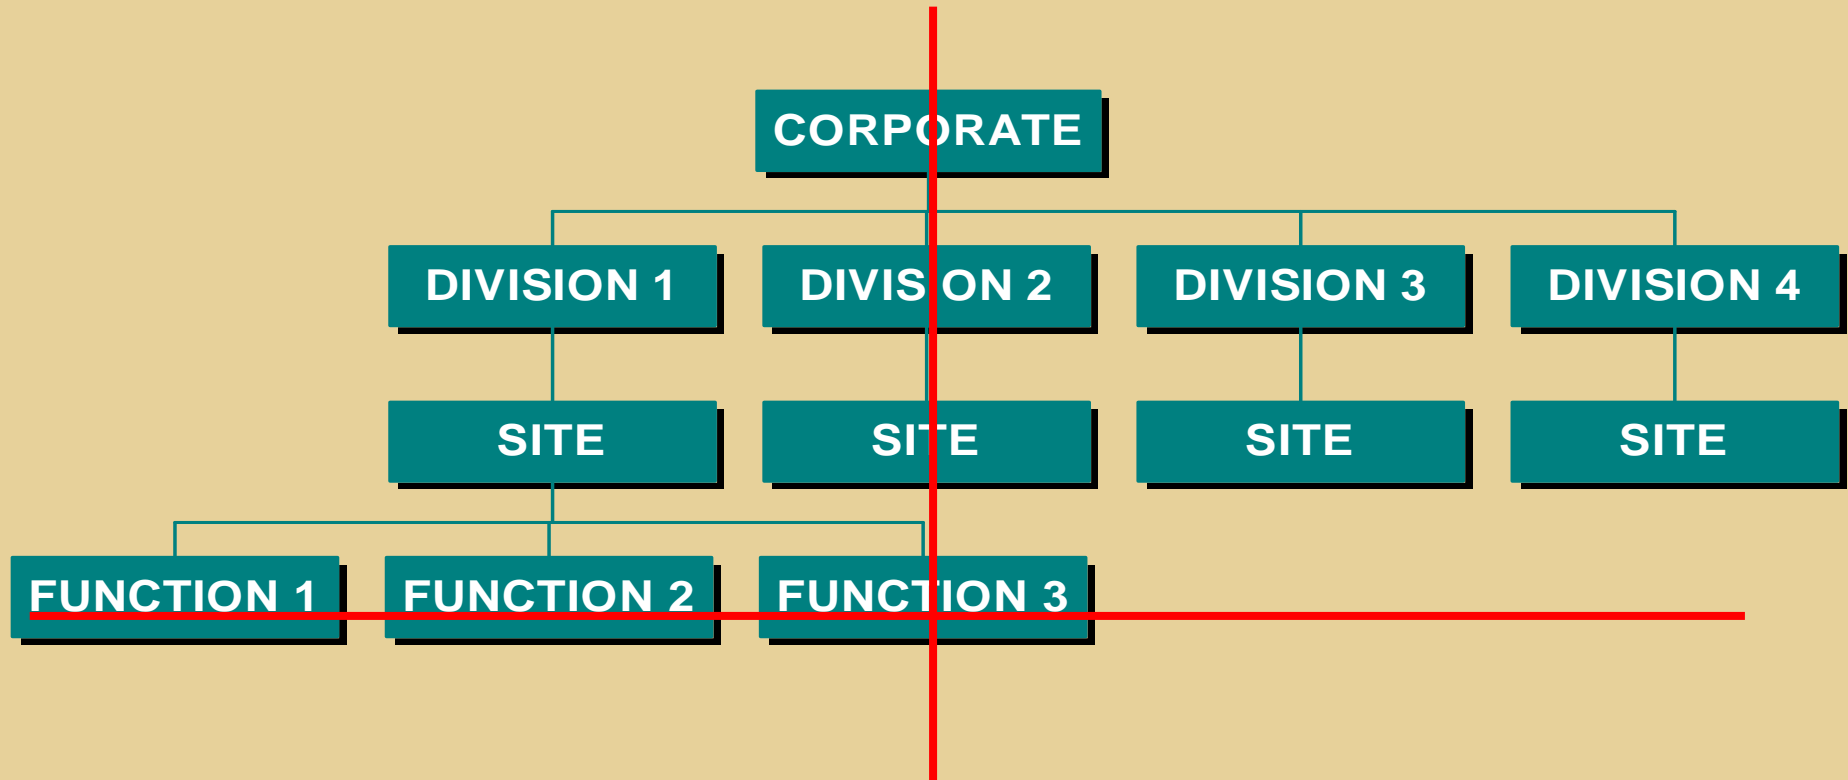 CORPORATE
DIVISION 1
DIVISION 2
DIVISION 3
DIVISION 4
SITE
SITE
SITE
SITE
FUNCTION 1
FUNCTION 2
FUNCTION 3